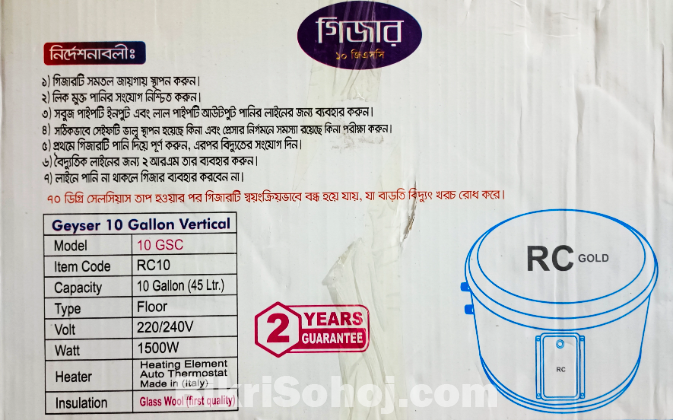 গিজার
১০ জিএসসি
নির্দেশনাবলীঃ
১) গিজারটি সমতল জায়গায় স্থাপন করুন।
২) লিক মুক্ত পানির সংযোগ নিশ্চিত করুন।
৩) সবুজ পাইপটি ইনপুট এবং লাল পাইপটি আউটপুট পানির লাইনের জন্য ব্যবহার করুন।
৪) সঠিকভাবে সেইফটি ভাল্ব স্থাপন হয়েছে কিনা এবং প্রেসার নির্গমনে সমস্যা রয়েছে কিনা পরীক্ষা করুন।
৫) প্রথমে গিজারটি পানি দিয়ে পূর্ণ করুন, এরপর বিদ্যুতের সংযোগ দিন।
৬) বৈদ্যুতিক লাইনের জন্য ২ আরএম তার ব্যবহার করুন।
৭) লাইনে পানি না থাকলে গিজার ব্যবহার করবেন না।
৭০ ডিগ্রি সেলসিয়াস তাপ হওয়ার পর গিজারটি স্বয়ংক্রিয়ভাবে বন্ধ হয়ে যায়, যা বাড়তি বিদ্যুৎ খরচ রোধ করে।
Geyser 10 Gallon Vertical
Model 10 GSC
Item Code RC10
Capacity 10 Gallon (45 Ltr.)
Type Floor
Volt 220/240V
Watt 1500W
Heater Heating Element
Auto Thermostat
Made in (Italy)
Insulation Glass Wool (first quality)
2 YEARS
GUARANTEE
RC GOLD
RC
BikriSohoj.com